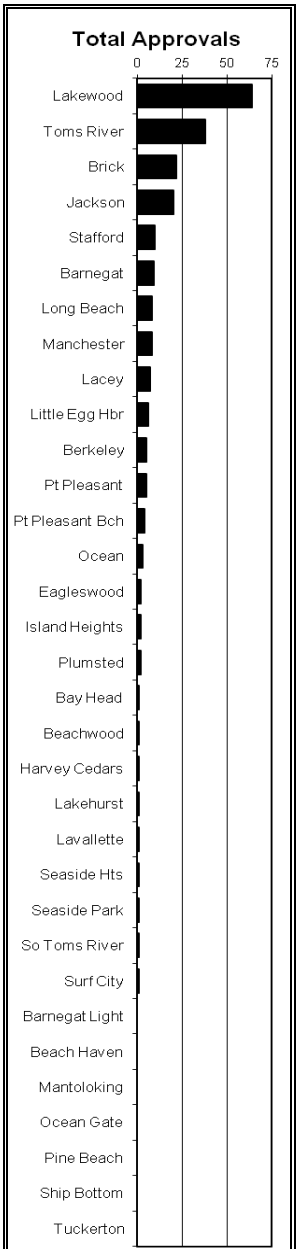 Total Approvals
0 25 50 75
Lakewood
Toms River
Brick
Jackson
Stafford
Barnegat
Long Beach
Manchester
Lacey
Little Egg Hbr
Berkeley
Pt Pleasant
Pt Pleasant Bch
Ocean
Eagleswood
Island Heights
Plumsted
Bay Head
Beachwood
Harvey Cedars
Lakehurst
Lavallette
Seaside Hts
Seaside Park
So Toms River
Surf City
Barnegat Light
Beach Haven
Mantoloking
Ocean Gate
Pine Beach
Ship Bottom
Tuckerton